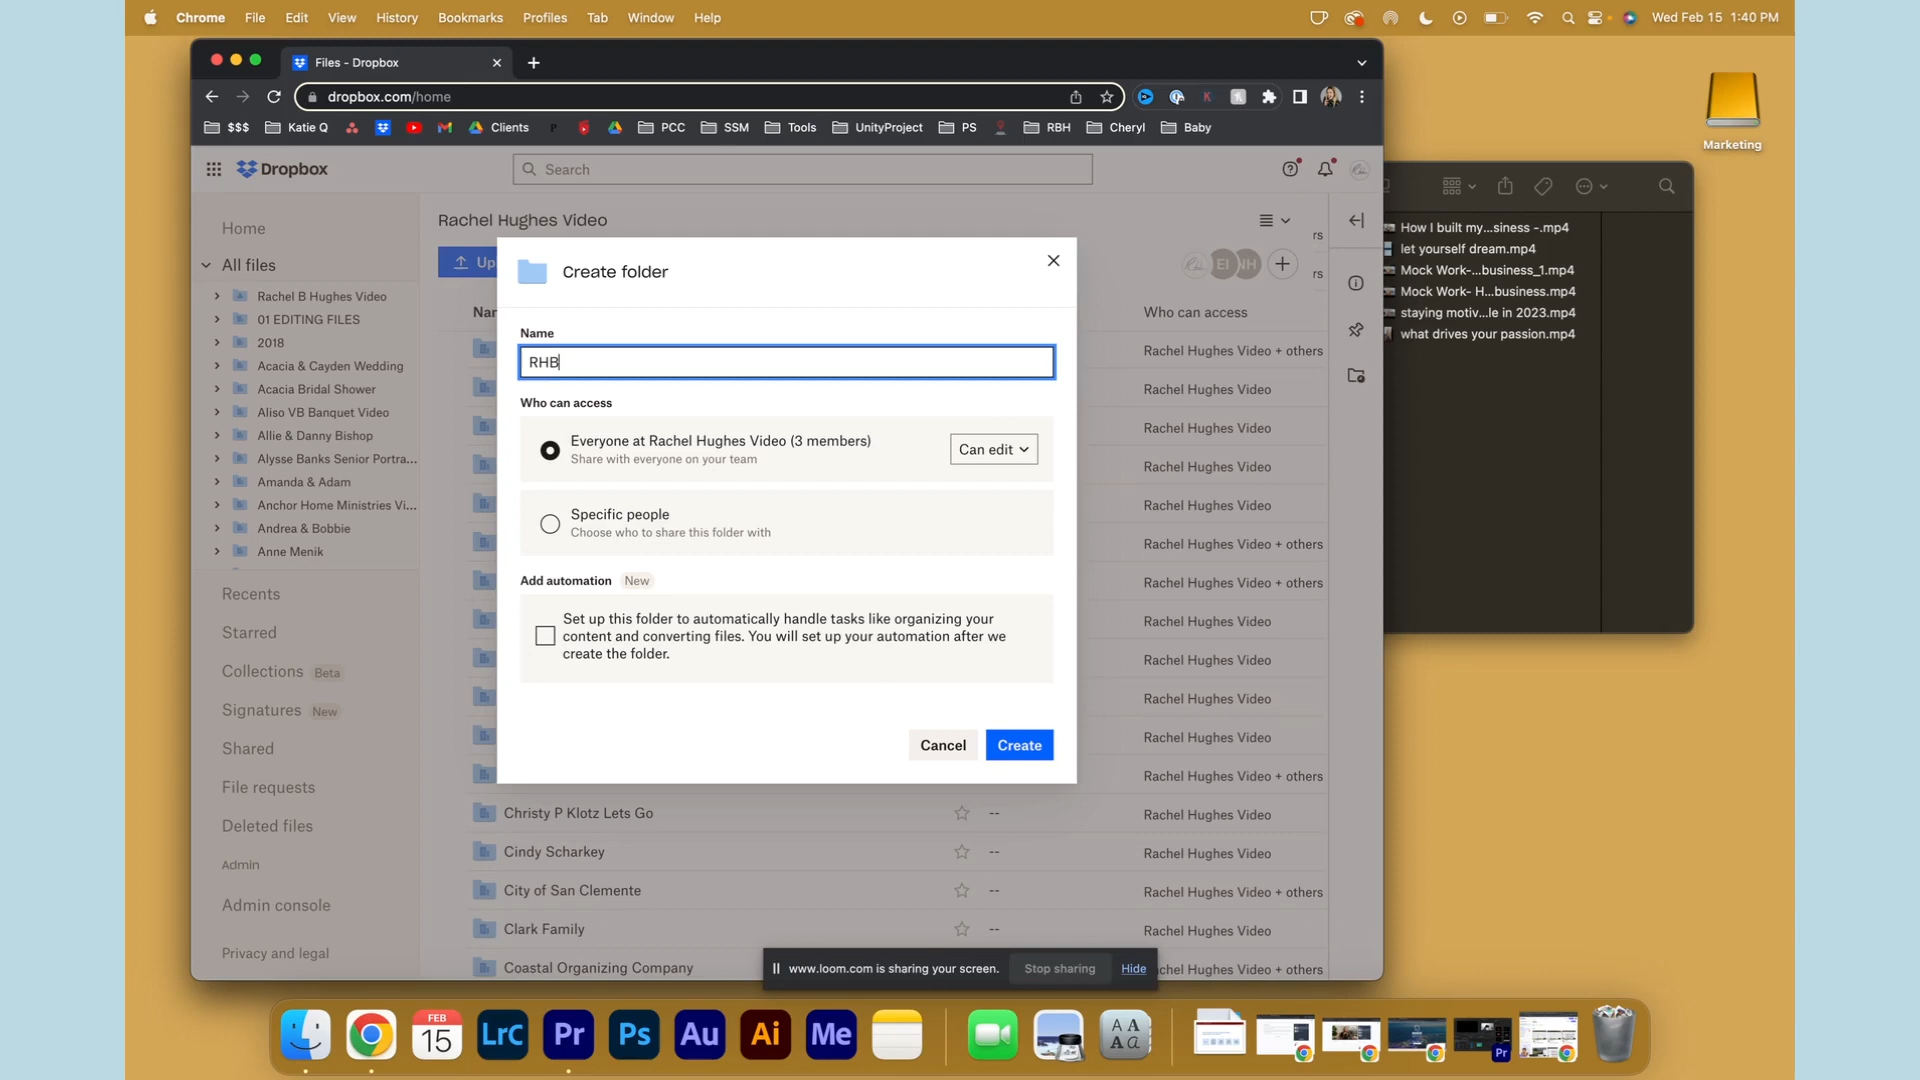 Chrome File Edit View History Bookmarks Profiles Tab Window Help
Wed Feb 15 1:40 PM
Files - Dropbox
dropbox.com/home
$$$ Katie Q Clients PCC SSM Tools UnityProject PS RBH Cheryl Baby
Dropbox
Search
Home
All files
Rachel B Hughes Video
01 EDITING FILES
2018
Acacia & Cayden Wedding
Acacia Bridal Shower
Aliso VB Banquet Video
Allie & Danny Bishop
Alysse Banks Senior Portra...
Amanda & Adam
Anchor Home Ministries Vi...
Andrea & Bobbie
Anne Menik
Recents
Starred
Collections Beta
Signatures New
Shared
File requests
Deleted files
Admin
Admin console
Privacy and legal
Rachel Hughes Video
EI
Who can access
Rachel Hughes Video + others
Rachel Hughes Video
Rachel Hughes Video
Rachel Hughes Video
Rachel Hughes Video
Rachel Hughes Video + others
Rachel Hughes Video + others
Rachel Hughes Video
Rachel Hughes Video
Rachel Hughes Video
Rachel Hughes Video
Rachel Hughes Video + others
Christy P Klotz Lets Go -- Rachel Hughes Video
Cindy Scharkey -- Rachel Hughes Video
City of San Clemente -- Rachel Hughes Video + others
Clark Family -- Rachel Hughes Video
Coastal Organizing Company
Create folder
Name
RHB
Who can access
Everyone at Rachel Hughes Video (3 members)
Share with everyone on your team
Can edit
Specific people
Choose who to share this folder with
Add automation New
Set up this folder to automatically handle tasks like organizing your
content and converting files. You will set up your automation after we
create the folder.
Cancel Create
www.loom.com is sharing your screen. Stop sharing Hide
Marketing
How I built my...siness -.mp4
let yourself dream.mp4
Mock Work-...business_1.mp4
Mock Work- H...business.mp4
staying motiv...le in 2023.mp4
what drives your passion.mp4
FEB
15
Lrc Pr Ps Au Ai Me
A A
A a
Pr